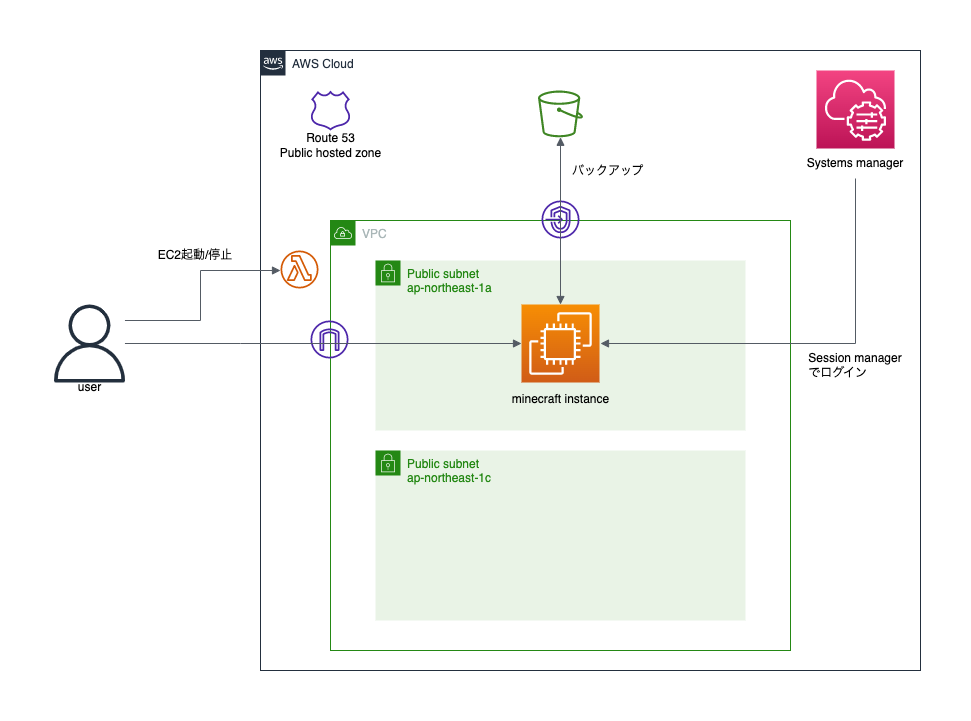 aws
AWS Cloud
Route 53
Public hosted zone
バックアップ
Systems manager
VPC
EC2起動/停止
Public subnet
ap-northeast-1a
user
minecraft instance
Session manager
でログイン
Public subnet
ap-northeast-1c